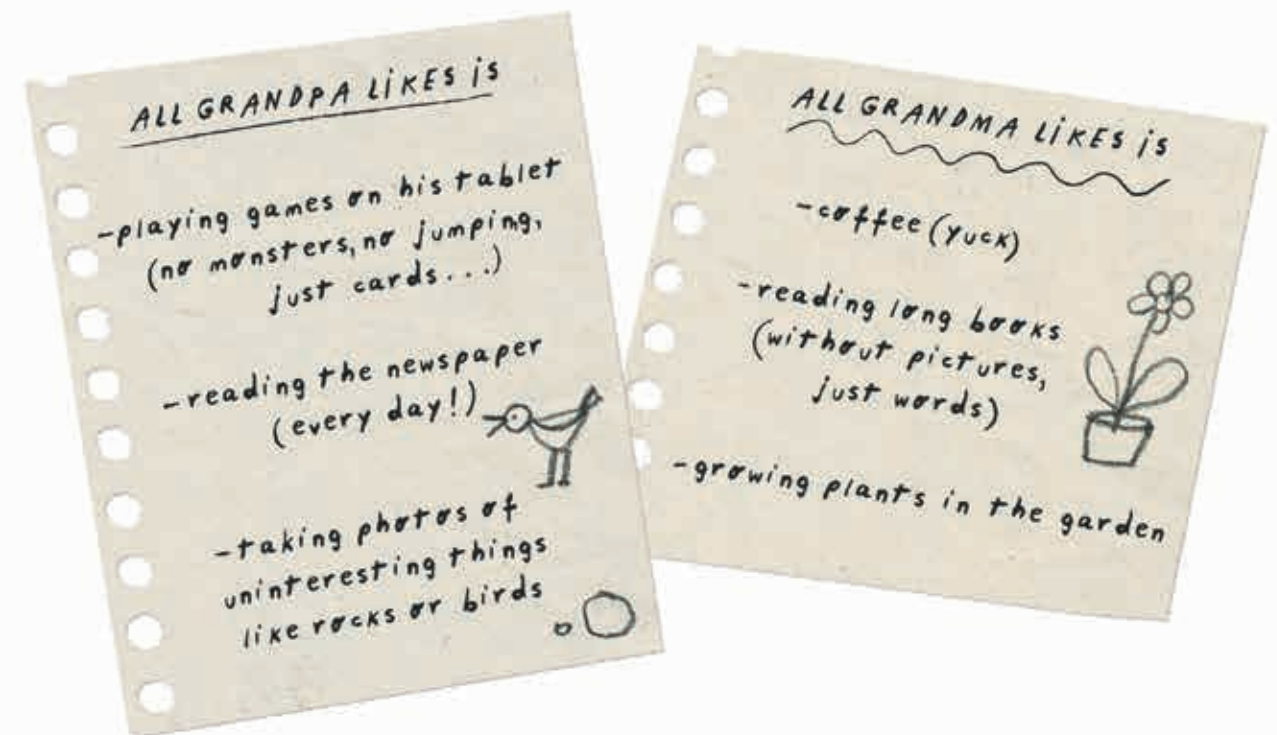 ALL GRANDPA LIKES is
-playing games on his tablet
(no monsters, no jumping,
just cards...)
-reading the newspaper
(every day!)
-taking photos of
uninteresting things
like rocks or birds
ALL GRANDMA LIKES is
-coffee (yuck)
-reading long books
(without pictures,
just words)
-growing plants in the garden